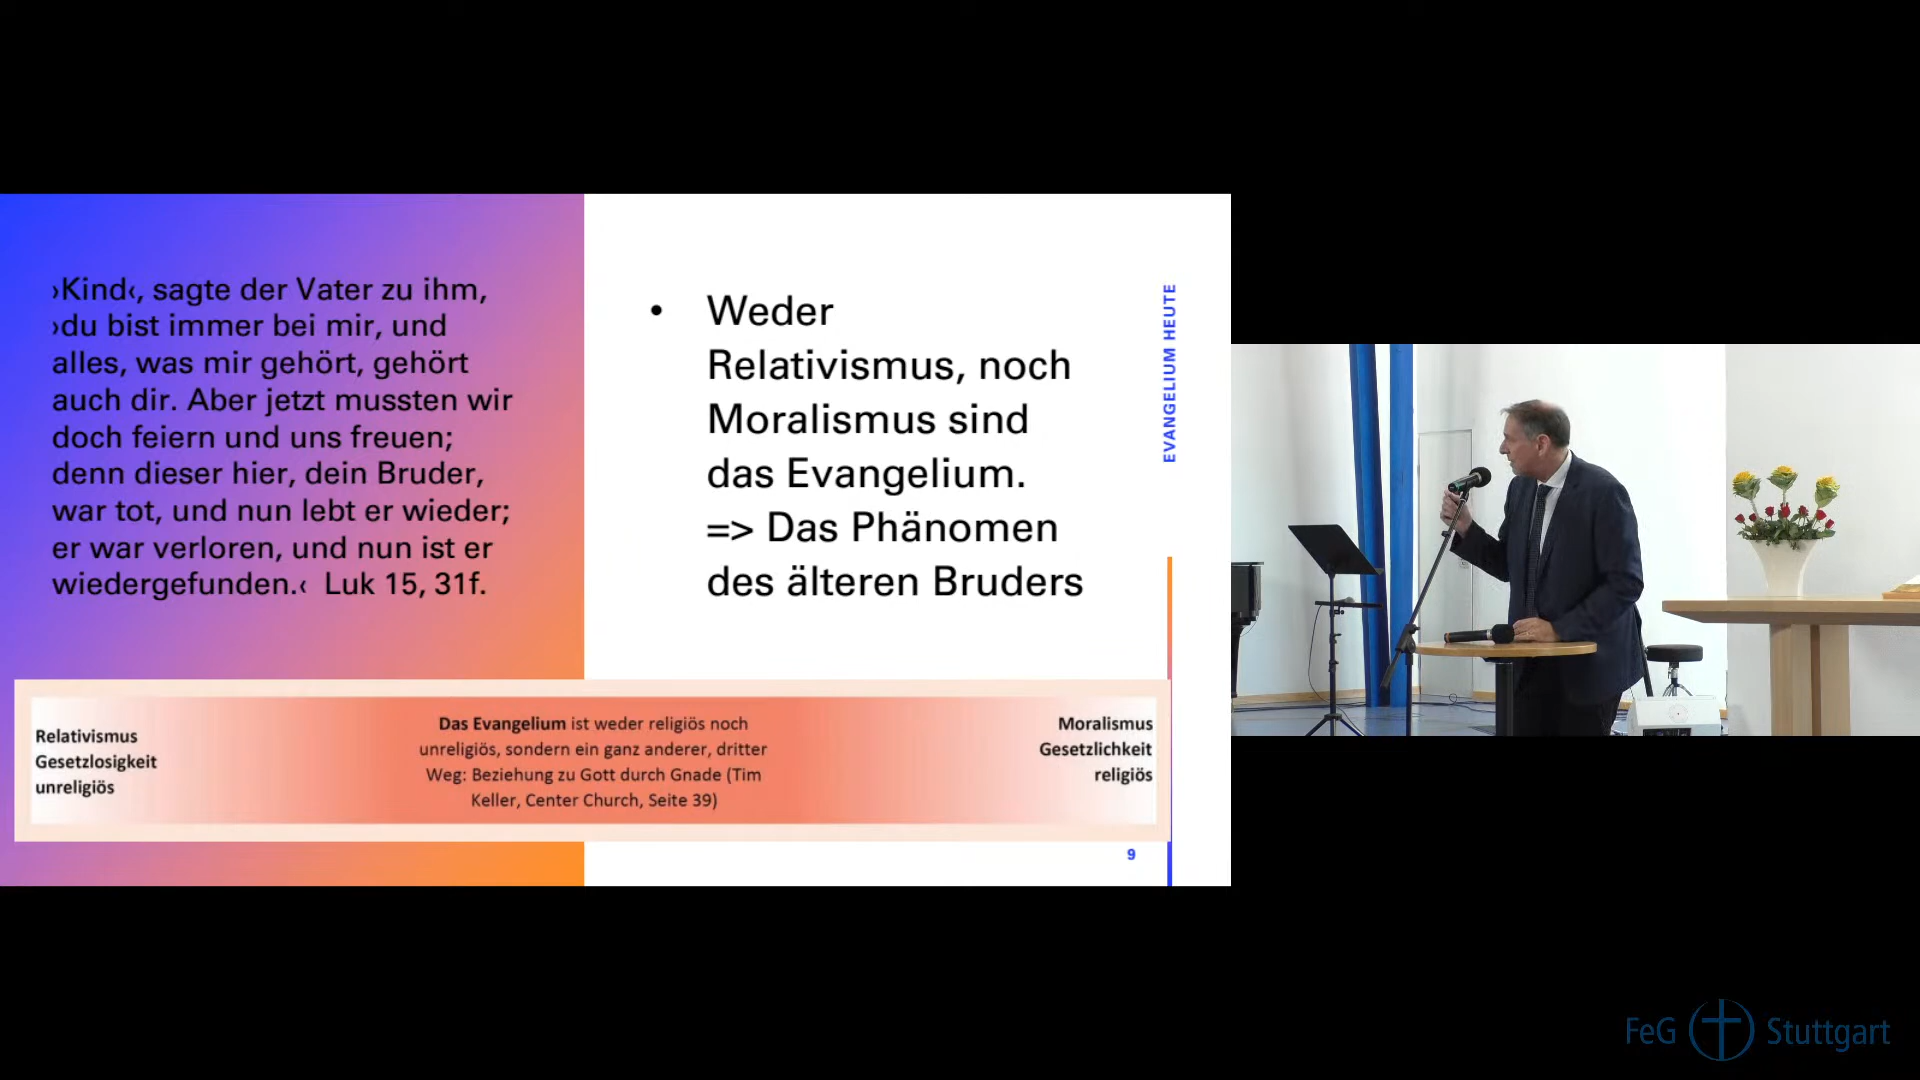 ›Kind‹, sagte der Vater zu ihm,
›du bist immer bei mir, und
alles, was mir gehört, gehört
auch dir. Aber jetzt mussten wir
doch feiern und uns freuen;
denn dieser hier, dein Bruder,
war tot, und nun lebt er wieder;
er war verloren, und nun ist er
wiedergefunden.‹  Luk 15, 31f.
• Weder
Relativismus, noch
Moralismus sind
das Evangelium.
=> Das Phänomen
des älteren Bruders
EVANGELIUM HEUTE
Relativismus
Gesetzlosigkeit
unreligiös
Das Evangelium ist weder religiös noch
unreligiös, sondern ein ganz anderer, dritter
Weg: Beziehung zu Gott durch Gnade (Tim
Keller, Center Church, Seite 39)
Moralismus
Gesetzlichkeit
religiös
9
FeG Stuttgart